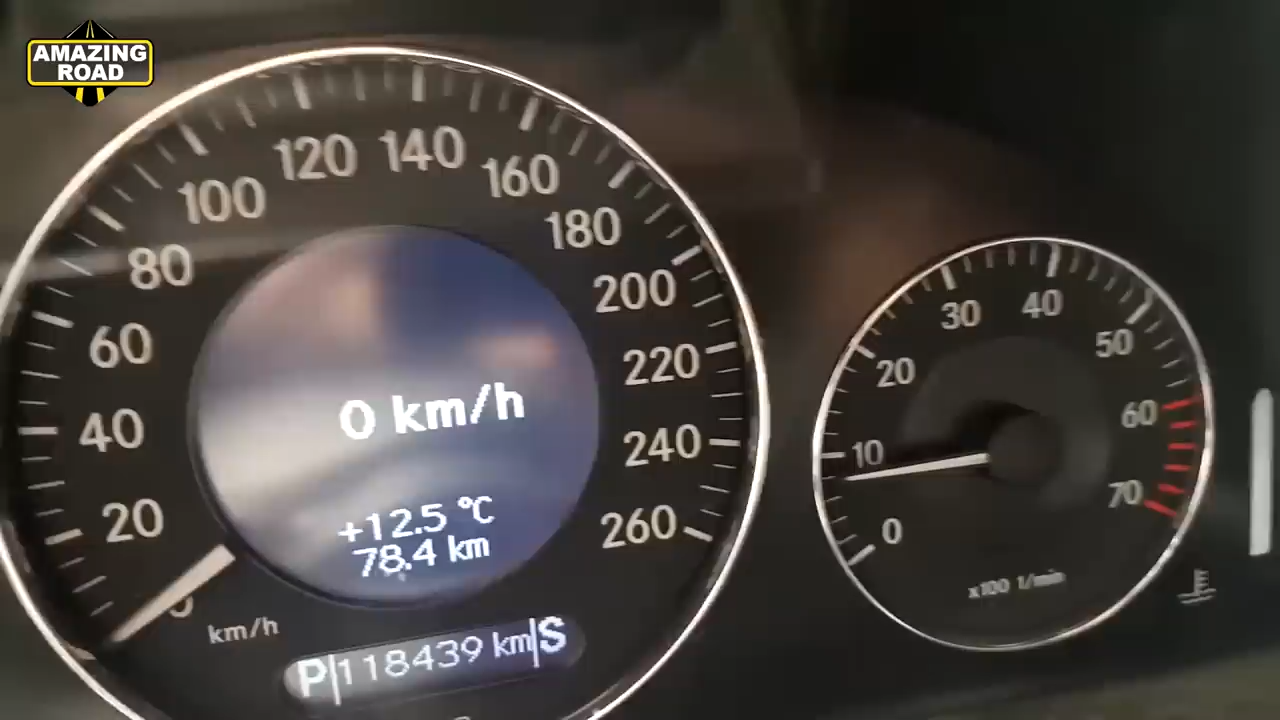 AMAZING
ROAD
20
40
60
80
100
120
140
160
180
200
220
240
260
km/h
0 km/h
+12.5 °C
78.4 km
P 118439 km S
0
10
20
30
40
50
60
70
x100 1/min